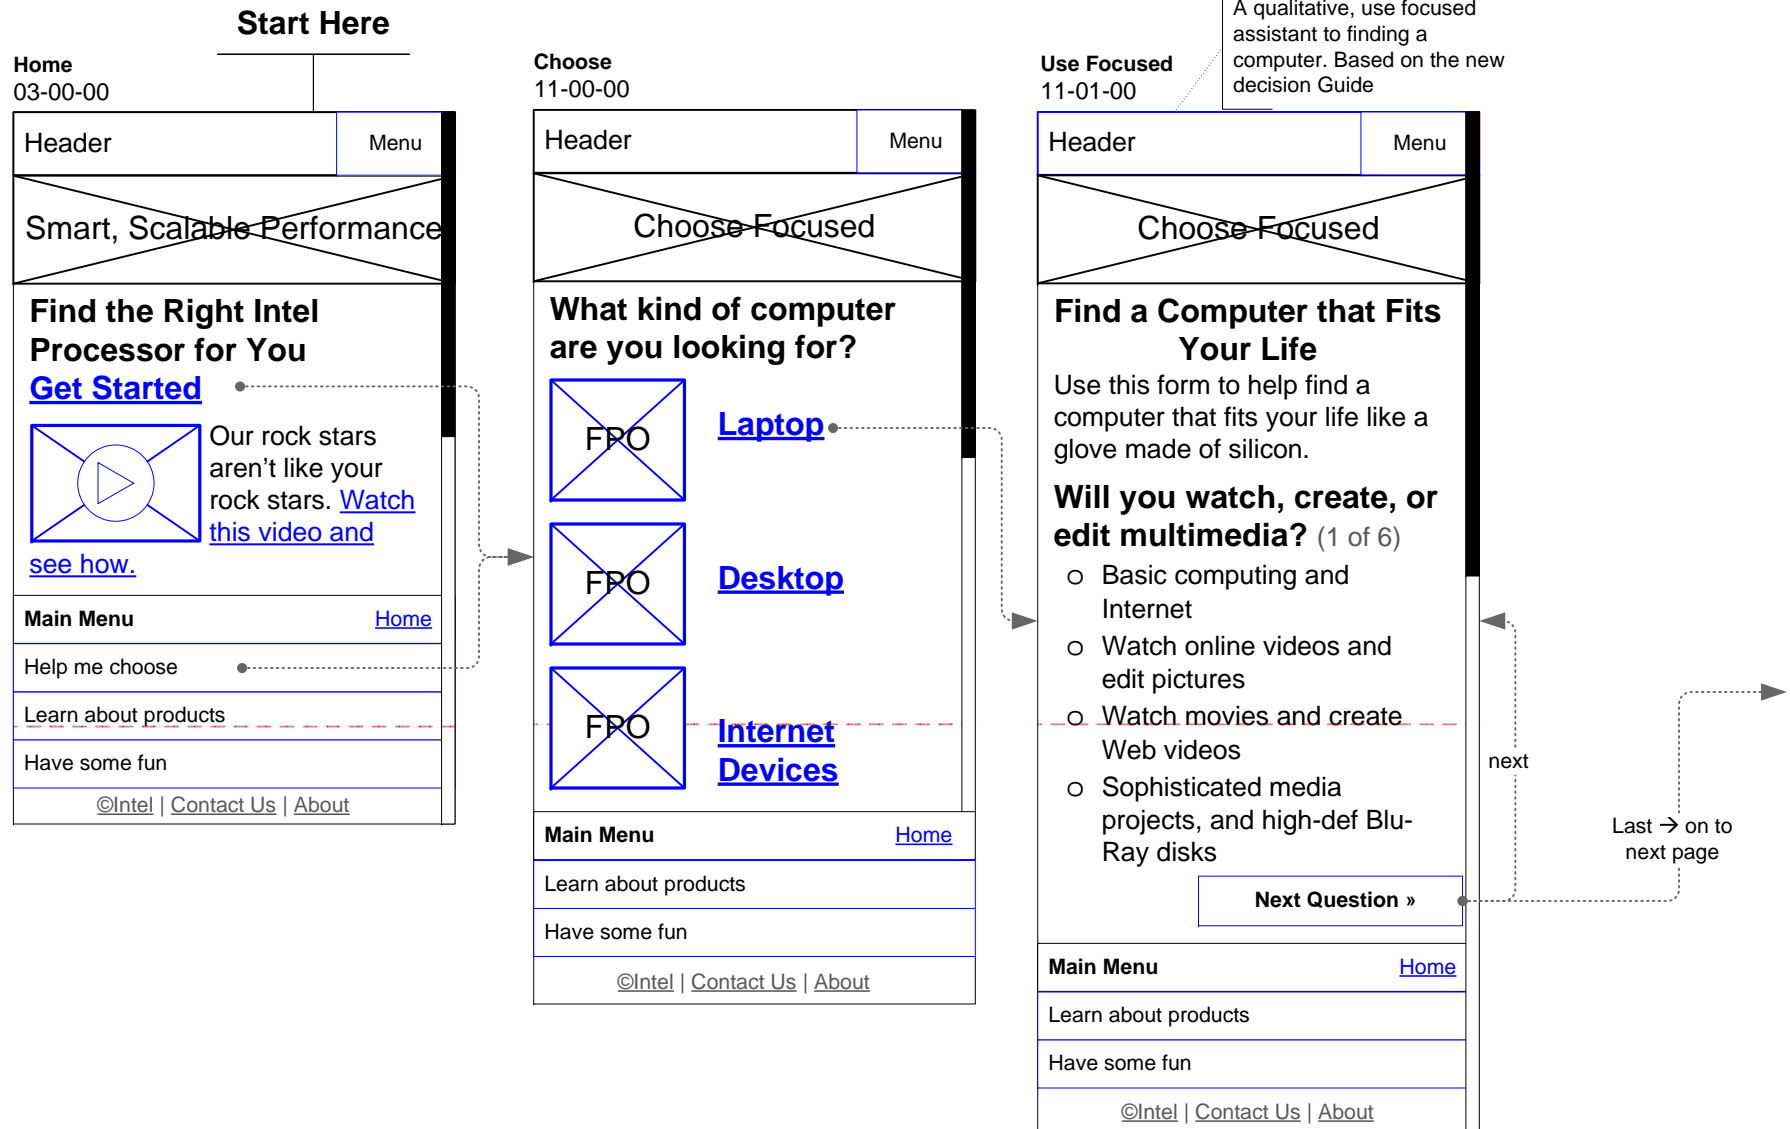 Start Here
Home
03-00-00
Header
Menu
Smart, Scalable Performance
Find the Right Intel
Processor for You
Get Started
Our rock stars
aren’t like your
rock stars. Watch
this video and
see how.
Main Menu
Home
Help me choose
Learn about products
Have some fun
©Intel | Contact Us | About
Choose
11-00-00
Header
Menu
Choose Focused
What kind of computer
are you looking for?
FPO
Laptop
FPO
Desktop
FPO
Internet
Devices
Main Menu
Home
Learn about products
Have some fun
©Intel | Contact Us | About
A qualitative, use focused
assistant to finding a
computer. Based on the new
decision Guide
Use Focused
11-01-00
Header
Menu
Choose Focused
Find a Computer that Fits
Your Life
Use this form to help find a
computer that fits your life like a
glove made of silicon.
Will you watch, create, or
edit multimedia? (1 of 6)
o Basic computing and
Internet
o Watch online videos and
edit pictures
o Watch movies and create
Web videos
o Sophisticated media
projects, and high-def Blu-
Ray disks
Next Question »
Main Menu
Home
Learn about products
Have some fun
©Intel | Contact Us | About
next
Last → on to
next page